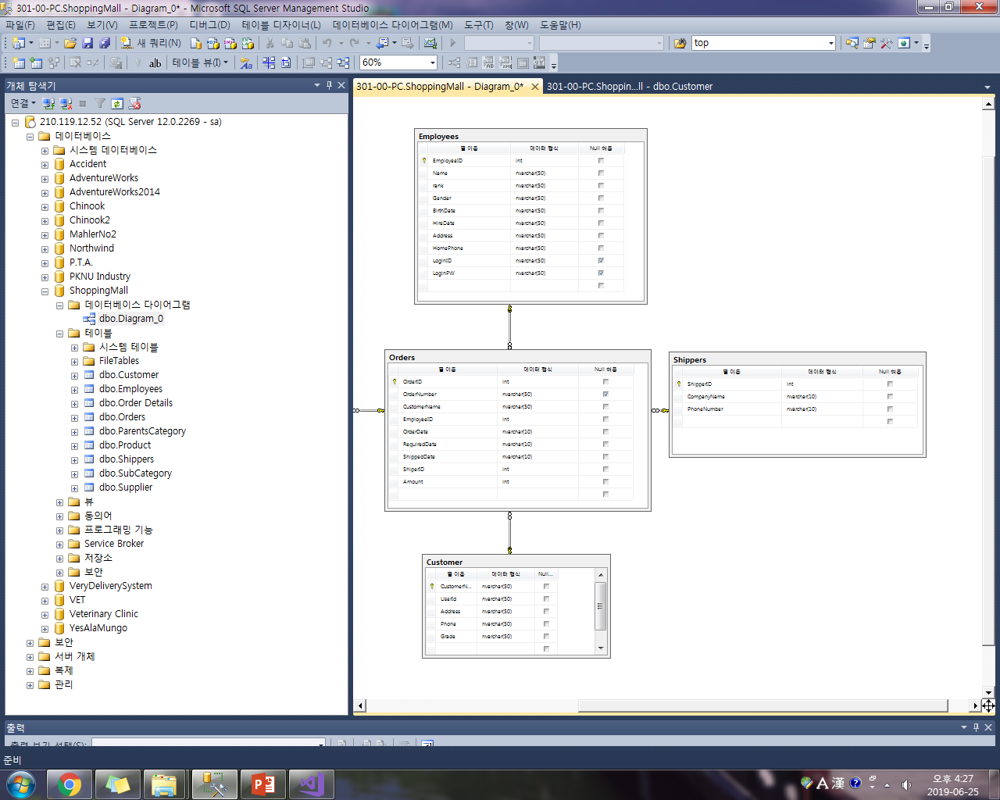 301-00-PC.ShoppingMall - Diagram_0* - Microsoft SQL Server Management Studio
파일(F) 편집(E) 보기(V) 프로젝트(P) 디버그(D) 테이블 디자이너(L) 데이터베이스 다이어그램(M) 도구(T) 창(W) 도움말(H)
새 쿼리(N) top
테이블 뷰(I) 60%
개체 탐색기
연결
210.119.12.52 (SQL Server 12.0.2269 - sa)
데이터베이스
시스템 데이터베이스
Accident
AdventureWorks
AdventureWorks2014
Chinook
Chinook2
MahlerNo2
Northwind
P.T.A.
PKNU Industry
ShoppingMall
데이터베이스 다이어그램
dbo.Diagram_0
테이블
시스템 테이블
FileTables
dbo.Customer
dbo.Employees
dbo.Order Details
dbo.Orders
dbo.ParentsCategory
dbo.Product
dbo.Shippers
dbo.SubCategory
dbo.Supplier
뷰
동의어
프로그래밍 기능
Service Broker
저장소
보안
VeryDeliverySystem
VET
Veterinary Clinic
YesAlaMungo
보안
서버 개체
복제
관리
301-00-PC.ShoppingMall - Diagram_0* 301-00-PC.Shoppin...ll - dbo.Customer
Employees
열 이름 데이터 형식 Null 허용
EmployeeID int
Name nvarchar(50)
rank nvarchar(50)
Gender nvarchar(50)
BirthDate nvarchar(50)
HireDate nvarchar(50)
Address nvarchar(50)
HomePhone nvarchar(50)
LoginID nvarchar(50)
LoginPW nvarchar(50)
Orders
열 이름 데이터 형식 Null 허용
OrderID int
OrderNumber nvarchar(50)
CustomerName nvarchar(50)
EmployeeID int
OrderDate nvarchar(10)
RequiredDate nvarchar(10)
ShippedDate nvarchar(10)
ShiperID int
Amount int
Shippers
열 이름 데이터 형식 Null 허용
ShipperID int
CompanyName nvarchar(10)
PhoneNumber nvarchar(10)
Customer
열 이름 데이터 형식 Null...
CustomerN... nvarchar(50)
UserId nvarchar(50)
Address nvarchar(50)
Phone nvarchar(50)
Grade nvarchar(50)
출력
출력 보기 선택(S):
준비
A 漢
오후 4:27
2019-06-25